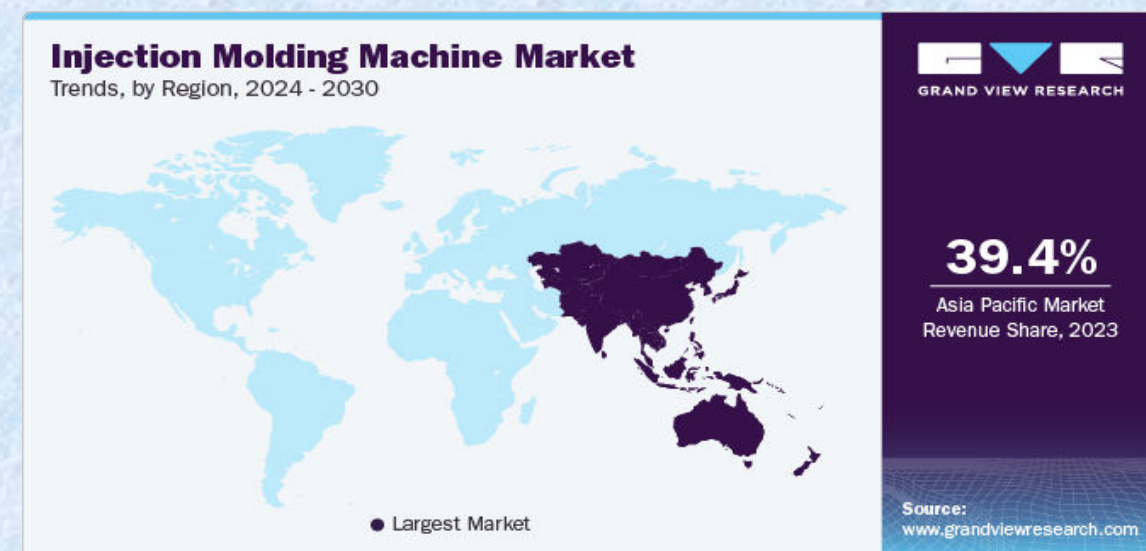 Injection Molding Machine Market
Trends, by Region, 2024 - 2030
Largest Market
GRAND VIEW RESEARCH
39.4%
Asia Pacific Market
Revenue Share, 2023
Source:
www.grandviewresearch.com